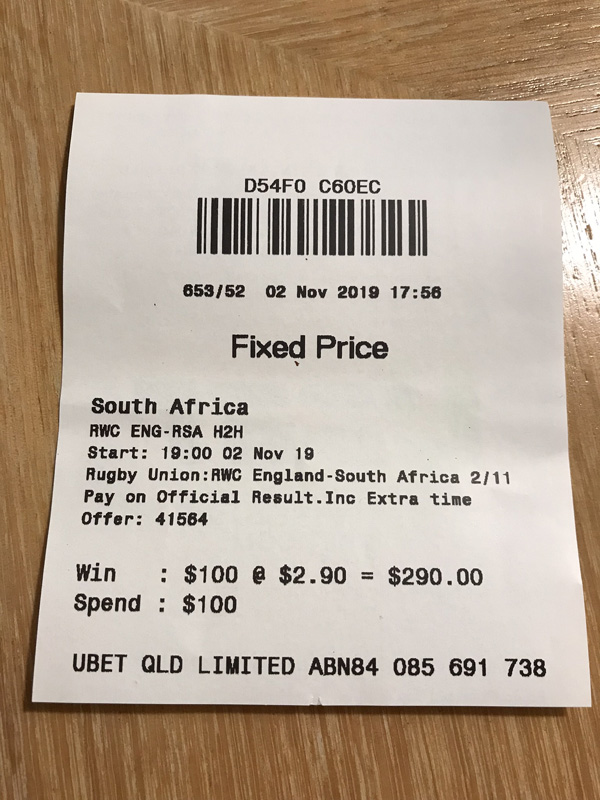 D54F0 C60EC
653/52 02 Nov 2019 17:56
Fixed Price
South Africa
RWC ENG-RSA H2H
Start: 19:00 02 Nov 19
Rugby Union:RWC England-South Africa 2/11
Pay on Official Result.Inc Extra time
Offer: 41564
Win : $100 @ $2.90 = $290.00
Spend : $100
UBET QLD LIMITED ABN84 085 691 738